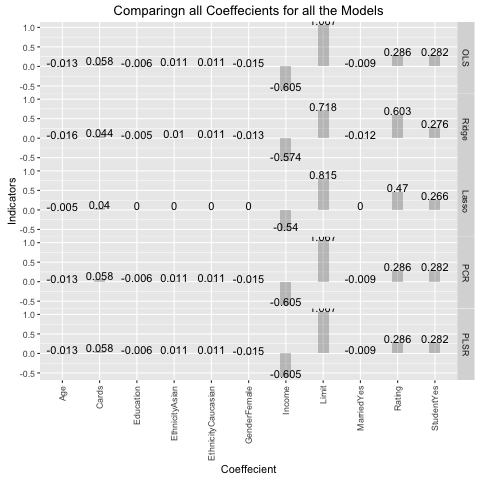 Comparingn all Coeffecients for all the Models
1.0
0.5
0.0
-0.5
-0.013 0.058 -0.006 0.011 0.011 -0.015 -0.605 1.067 -0.009 0.286 0.282
OLS
1.0
0.5
0.0
-0.5
-0.016 0.044 -0.005 0.01 0.011 -0.013 -0.574 0.718 -0.012 0.603 0.276
Ridge
1.0
0.5
0.0
-0.5
-0.005 0.04 0 0 0 0 -0.54 0.815 0 0.47 0.266
Lasso
1.0
0.5
0.0
-0.5
-0.013 0.058 -0.006 0.011 0.011 -0.015 -0.605 1.067 -0.009 0.286 0.282
PCR
1.0
0.5
0.0
-0.5
-0.013 0.058 -0.006 0.011 0.011 -0.015 -0.605 1.067 -0.009 0.286 0.282
PLSR
Indicators
Age
Cards
Education
EthnicityAsian
EthnicityCaucasian
GenderFemale
Income
Limit
MarriedYes
Rating
StudentYes
Coeffecient